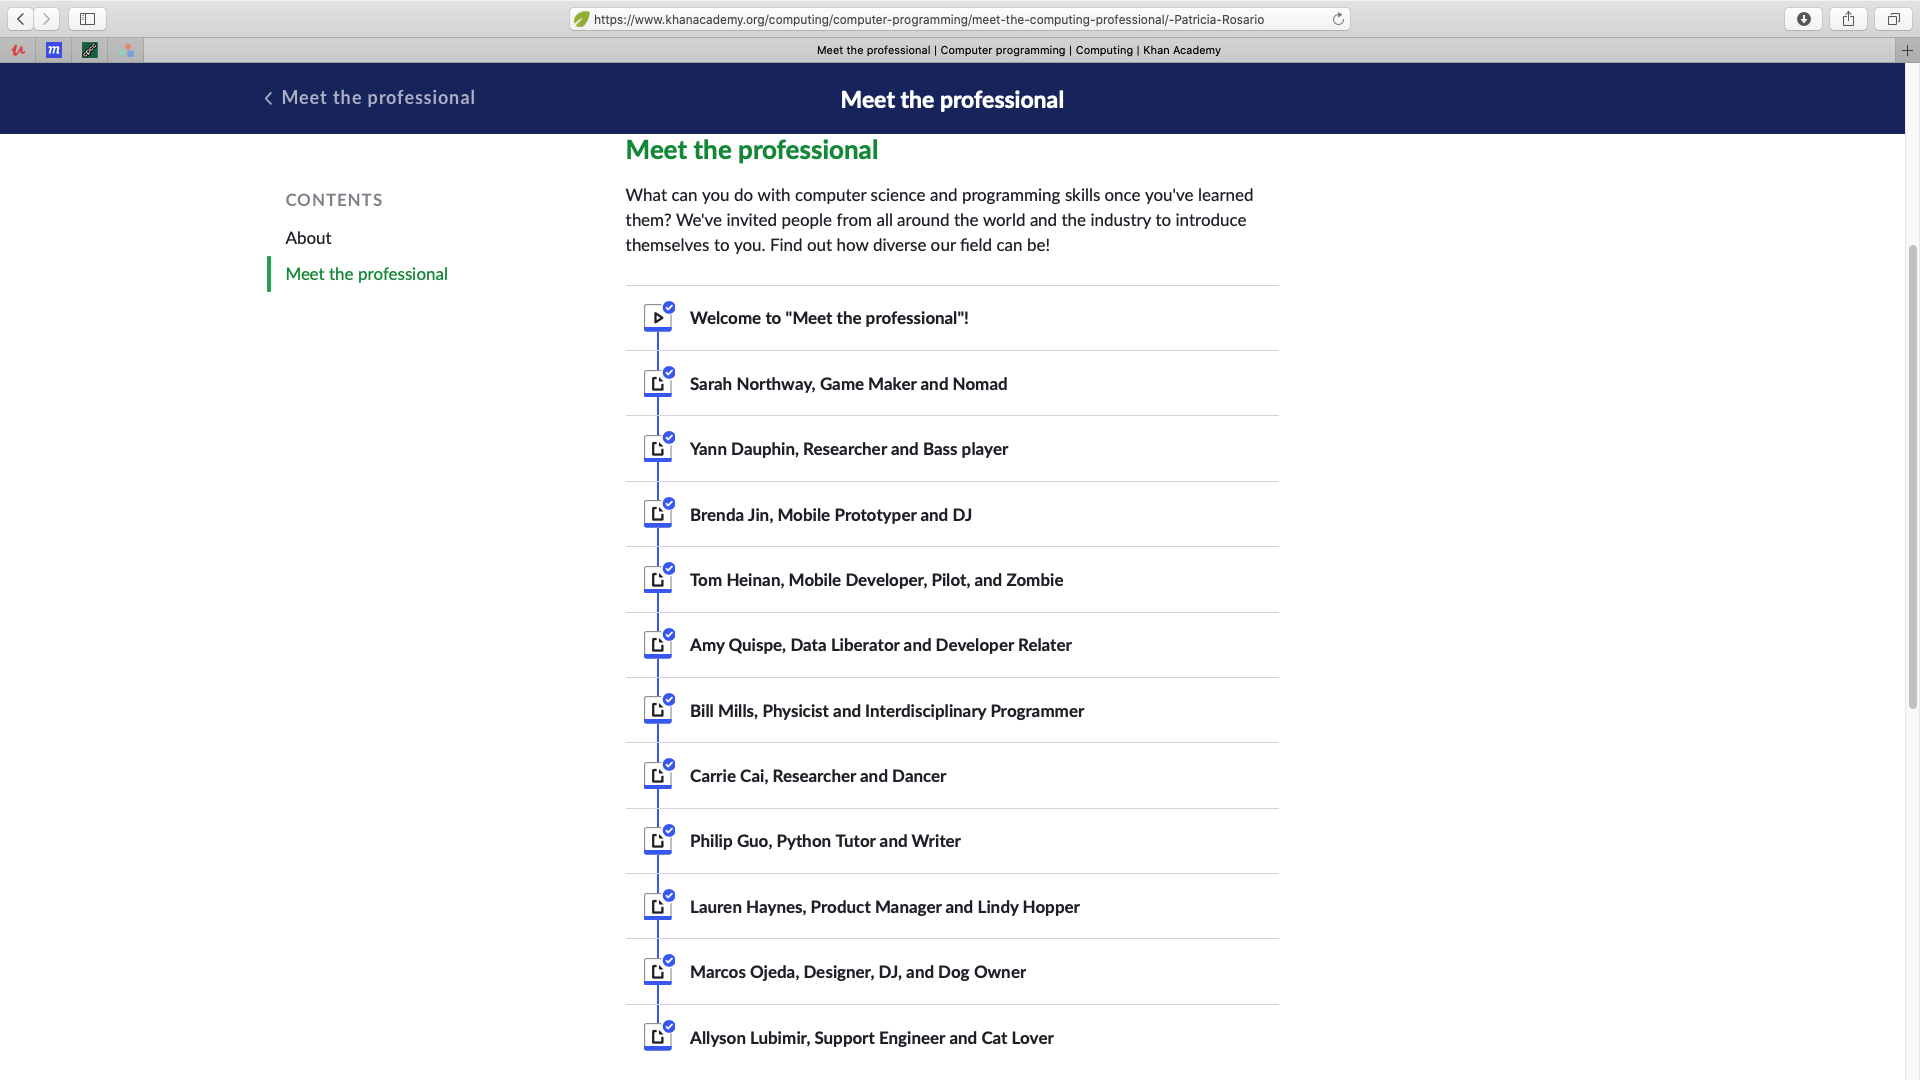 https://www.khanacademy.org/computing/computer-programming/meet-the-computing-professional/-Patricia-Rosario
m
Meet the professional | Computer programming | Computing | Khan Academy
Meet the professional
Meet the professional
CONTENTS
About
Meet the professional
Meet the professional
What can you do with computer science and programming skills once you've learned
them? We've invited people from all around the world and the industry to introduce
themselves to you. Find out how diverse our field can be!
Welcome to "Meet the professional"!
Sarah Northway, Game Maker and Nomad
Yann Dauphin, Researcher and Bass player
Brenda Jin, Mobile Prototyper and DJ
Tom Heinan, Mobile Developer, Pilot, and Zombie
Amy Quispe, Data Liberator and Developer Relater
Bill Mills, Physicist and Interdisciplinary Programmer
Carrie Cai, Researcher and Dancer
Philip Guo, Python Tutor and Writer
Lauren Haynes, Product Manager and Lindy Hopper
Marcos Ojeda, Designer, DJ, and Dog Owner
Allyson Lubimir, Support Engineer and Cat Lover